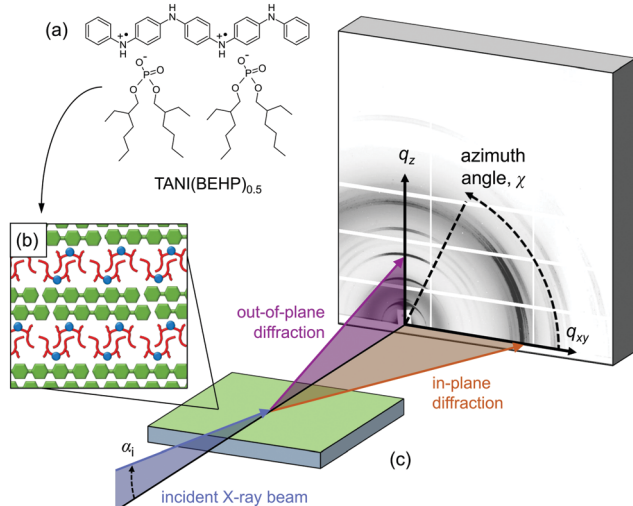 (a)
H
N
H
N
N
H
+•
N
H
+•
O-
O
P
O
O
O
O-
O
P
O
O
O
TANI(BEHP)0.5
(b)
qz
azimuth
angle, χ
qxy
out-of-plane
diffraction
in-plane
diffraction
αi
(c)
incident X-ray beam